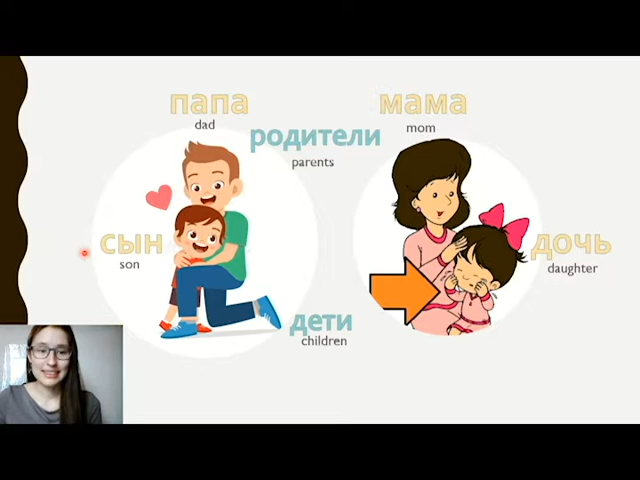 папа
dad
мама
mom
родители
parents
сын
son
дочь
daughter
дети
children